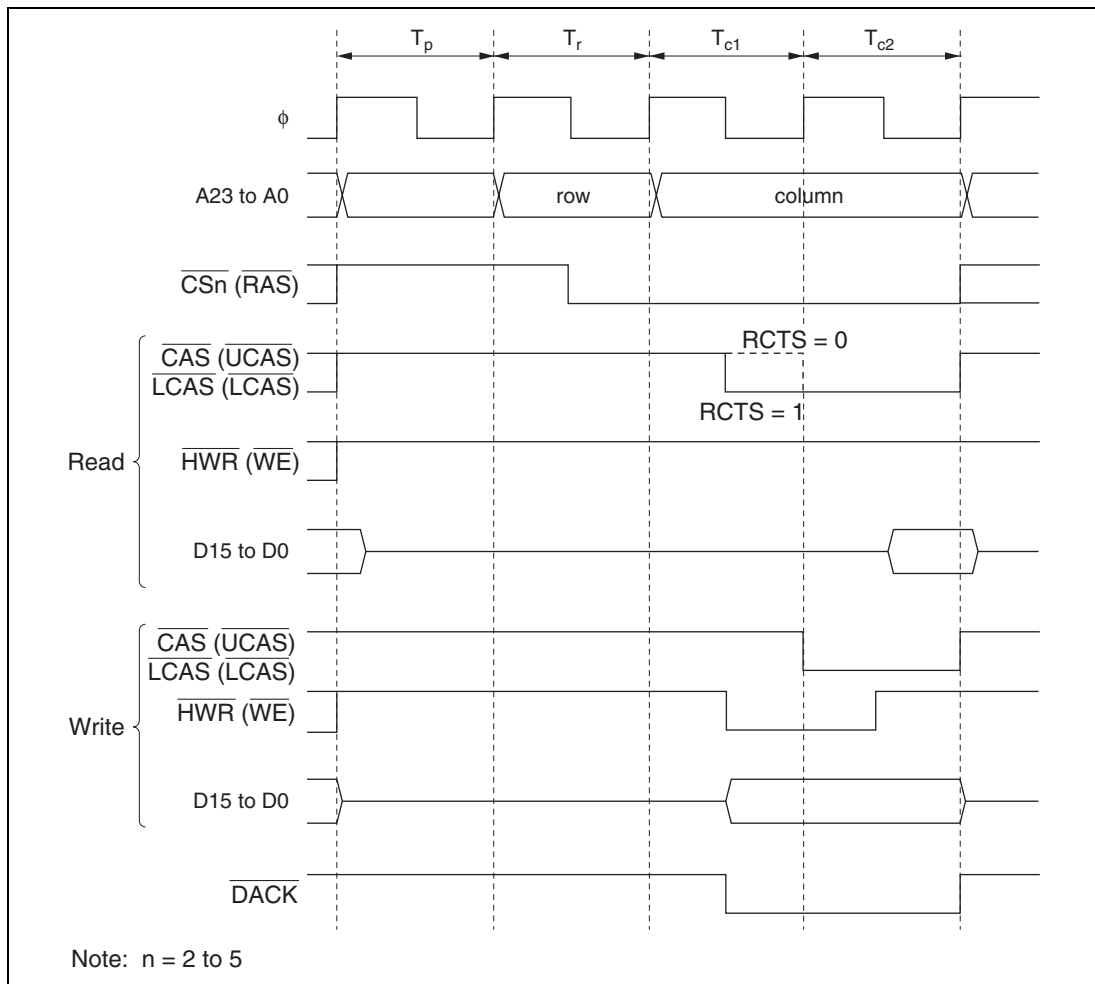 Tp Tr Tc1 Tc2
ϕ
A23 to A0 row column
CSn (RAS)
RCTS = 0
CAS (UCAS)
LCAS (LCAS)
RCTS = 1
Read
HWR (WE)
D15 to D0
CAS (UCAS)
LCAS (LCAS)
HWR (WE)
Write
D15 to D0
DACK
Note: n = 2 to 5